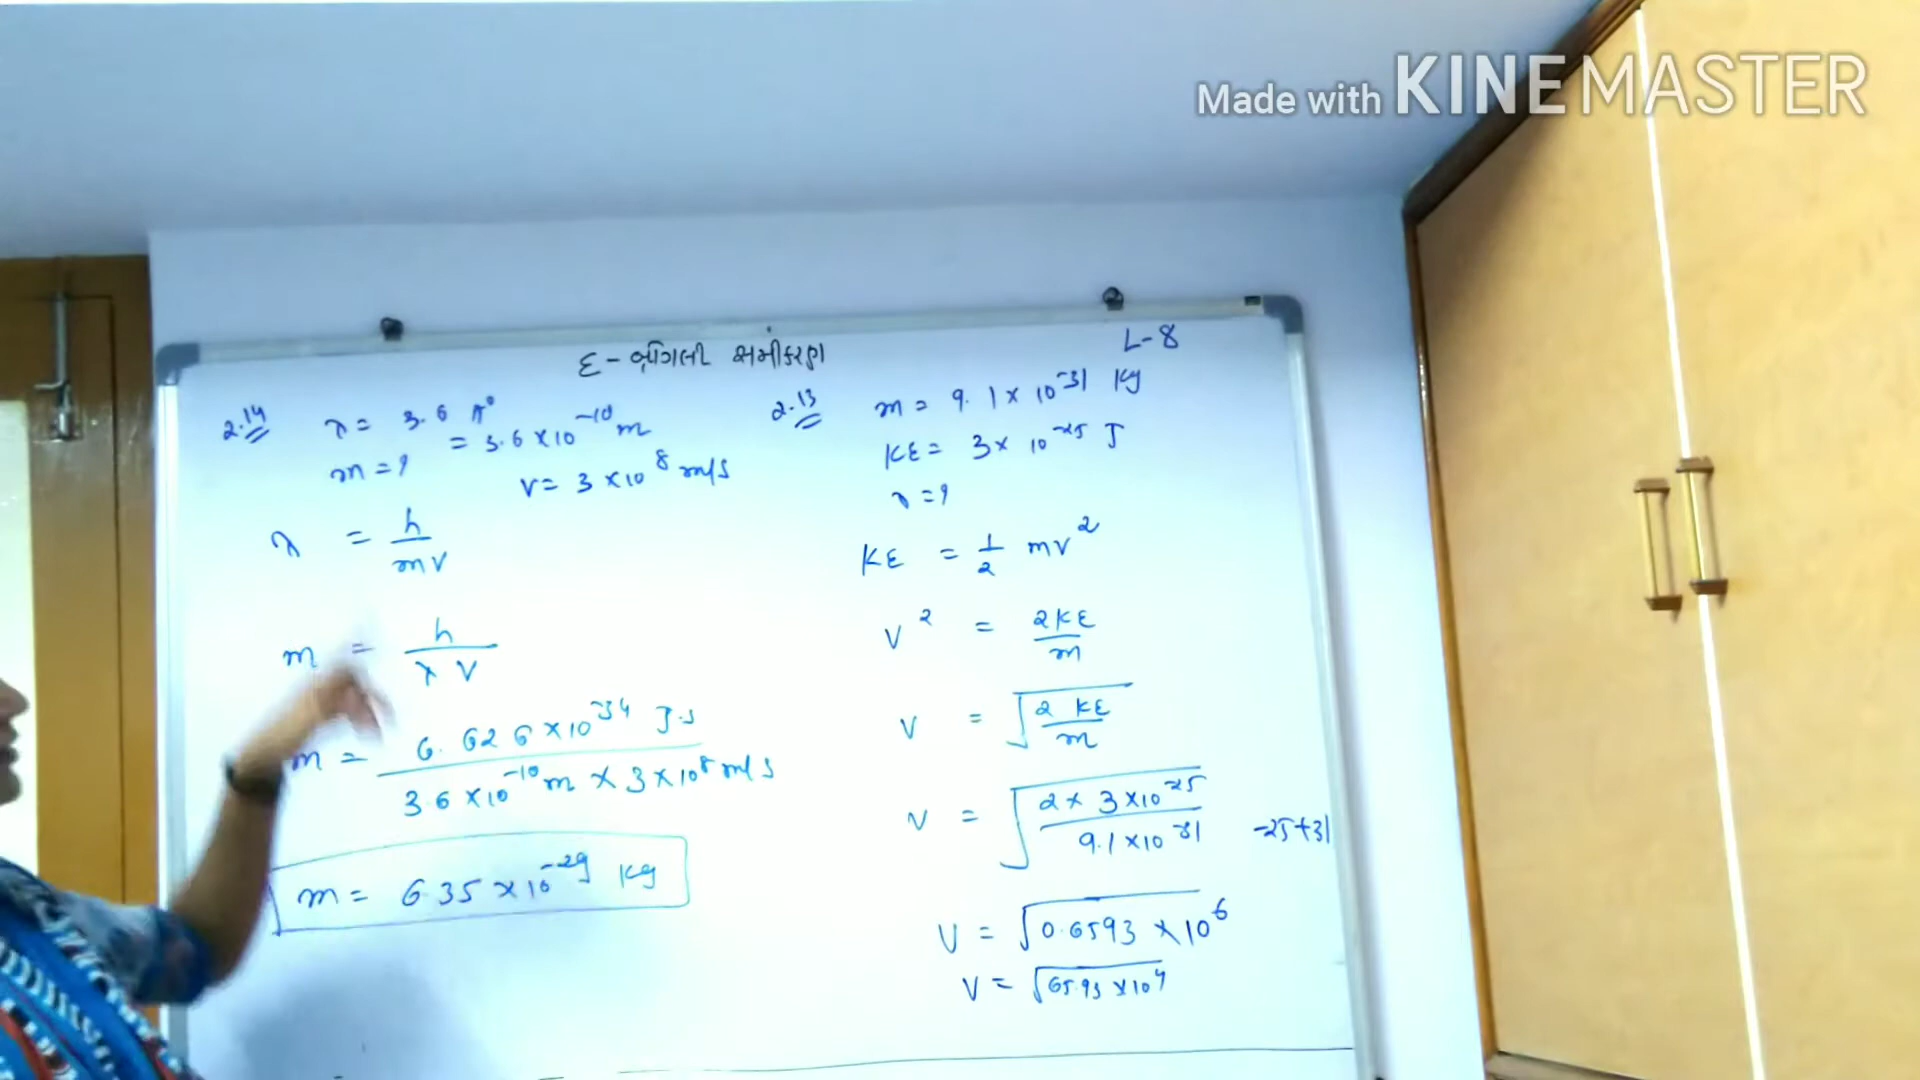 Made with KINEMASTER
દ-બ્રોગલી સમીકરણ
L-8
2.14
λ = 3.6 A°
= 3.6 × 10⁻¹⁰ m
m = ?
v = 3 × 10⁸ m/s
λ = h/mv
m = h/λ v
m = 6.626 × 10⁻³⁴ J.s / 3.6 × 10⁻¹⁰ m × 3 × 10⁸ m/s
m = 6.35 × 10⁻²⁹ kg
2.13
m = 9.1 × 10⁻³¹ kg
KE = 3 × 10⁻²⁵ J
λ = ?
KE = 1/2 mv²
V² = 2KE/m
V = √(2 KE/m)
V = √(2 × 3 × 10⁻²⁵ / 9.1 × 10⁻³¹) -25+31
V = √(0.6593 × 10⁶)
V = √(65.93 × 10⁴)